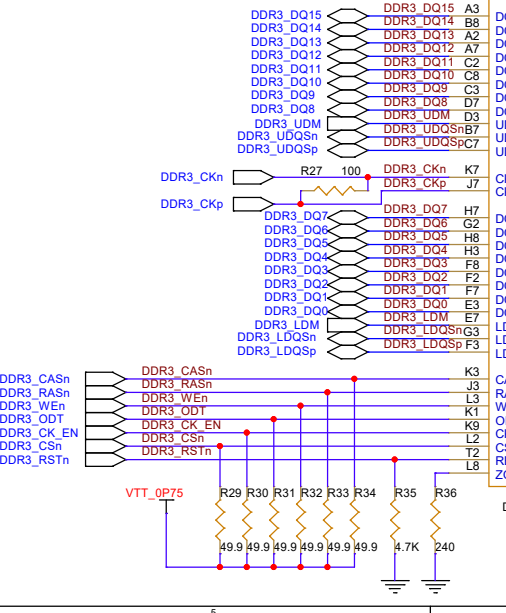 DDR3_DQ15 DDR3_DQ15 A3
DDR3_DQ14 DDR3_DQ14 B8
DDR3_DQ13 DDR3_DQ13 A2
DDR3_DQ12 DDR3_DQ12 A7
DDR3_DQ11 DDR3_DQ11 C2
DDR3_DQ10 DDR3_DQ10 C8
DDR3_DQ9 DDR3_DQ9 C3
DDR3_DQ8 DDR3_DQ8 D7
DDR3_UDM DDR3_UDM D3
DDR3_UDQSn DDR3_UDQSn B7
DDR3_UDQSp DDR3_UDQSp C7
DDR3_CKn R27 100 DDR3_CKn K7
DDR3_CKp DDR3_CKp J7
DDR3_DQ7 DDR3_DQ7 H7
DDR3_DQ6 DDR3_DQ6 G2
DDR3_DQ5 DDR3_DQ5 H8
DDR3_DQ4 DDR3_DQ4 H3
DDR3_DQ3 DDR3_DQ3 F8
DDR3_DQ2 DDR3_DQ2 F2
DDR3_DQ1 DDR3_DQ1 F7
DDR3_DQ0 DDR3_DQ0 E3
DDR3_LDM DDR3_LDM E7
DDR3_LDQSn DDR3_LDQSn G3
DDR3_LDQSp DDR3_LDQSp F3
DDR3_CASn DDR3_CASn K3
DDR3_RASn DDR3_RASn J3
DDR3_WEn DDR3_WEn L3
DDR3_ODT DDR3_ODT K1
DDR3_CK_EN DDR3_CK_EN K9
DDR3_CSn DDR3_CSn L2
DDR3_RSTn DDR3_RSTn T2
L8
VTT_0P75 R29 R30 R31 R32 R33 R34 R35 R36
49.9 49.9 49.9 49.9 49.9 49.9 4.7K 240